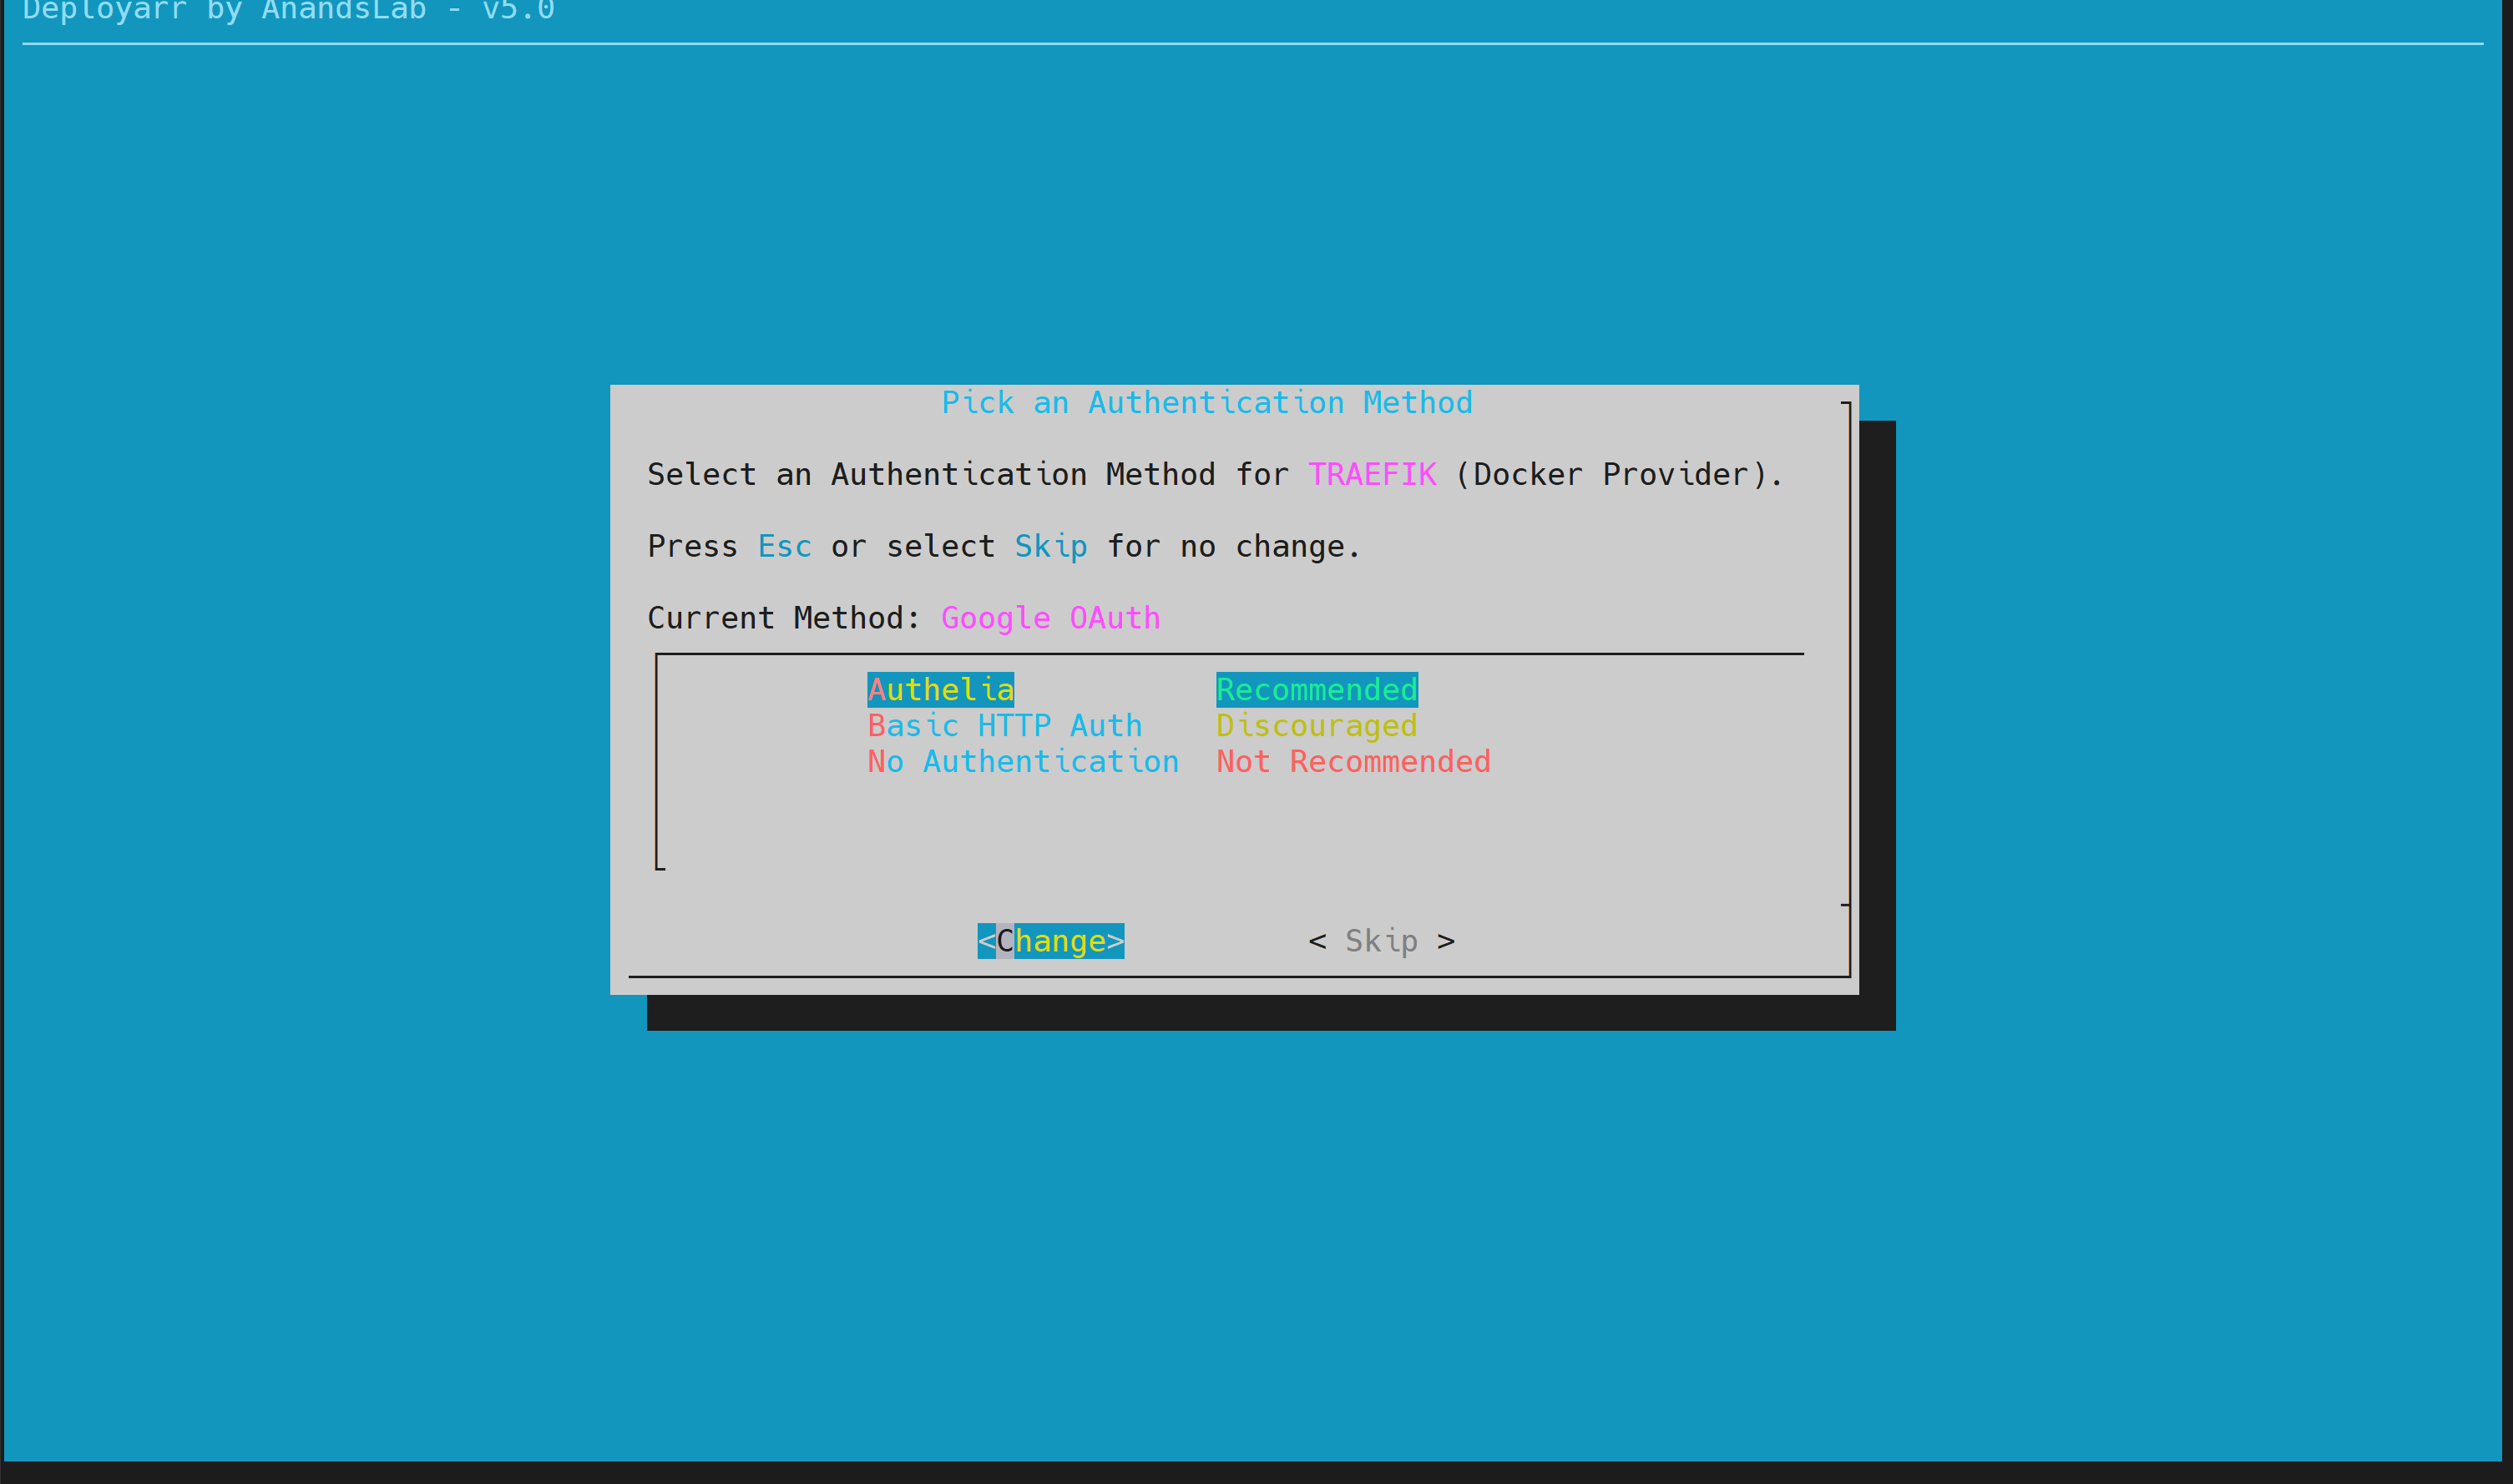 Deployarr by AnandsLab - v5.0
Pick an Authentication Method
Select an Authentication Method for TRAEFIK (Docker Provider).
Press Esc or select Skip for no change.
Current Method: Google OAuth
Authelia Recommended
Basic HTTP Auth Discouraged
No Authentication Not Recommended
<Change> < Skip >